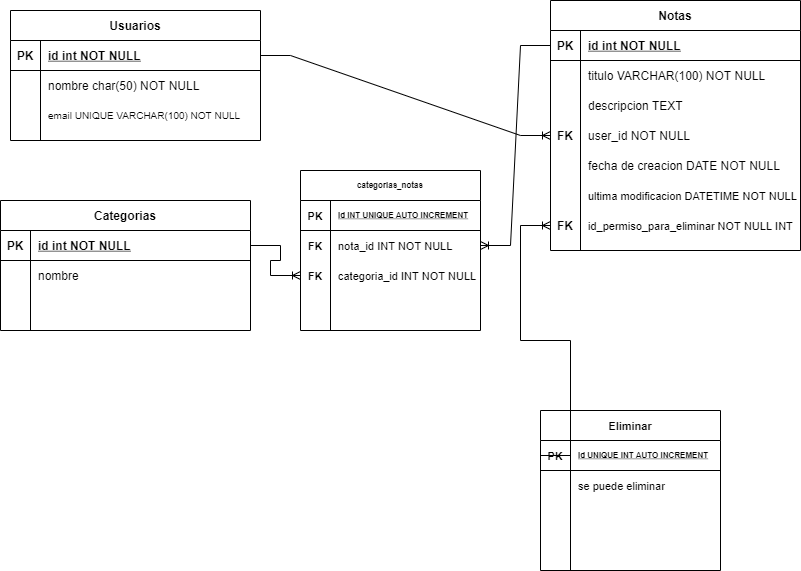 Usuarios
PK id int NOT NULL
nombre char(50) NOT NULL
email UNIQUE VARCHAR(100) NOT NULL
Notas
PK id int NOT NULL
titulo VARCHAR(100) NOT NULL
descripcion TEXT
FK user_id NOT NULL
fecha de creacion DATE NOT NULL
ultima modificacion DATETIME NOT NULL
FK id_permiso_para_eliminar NOT NULL INT
Categorias
PK id int NOT NULL
nombre
categorias_notas
PK Id INT UNIQUE AUTO INCREMENT
FK nota_id INT NOT NULL
FK categoria_id INT NOT NULL
Eliminar
PK Id UNIQUE INT AUTO INCREMENT
se puede eliminar